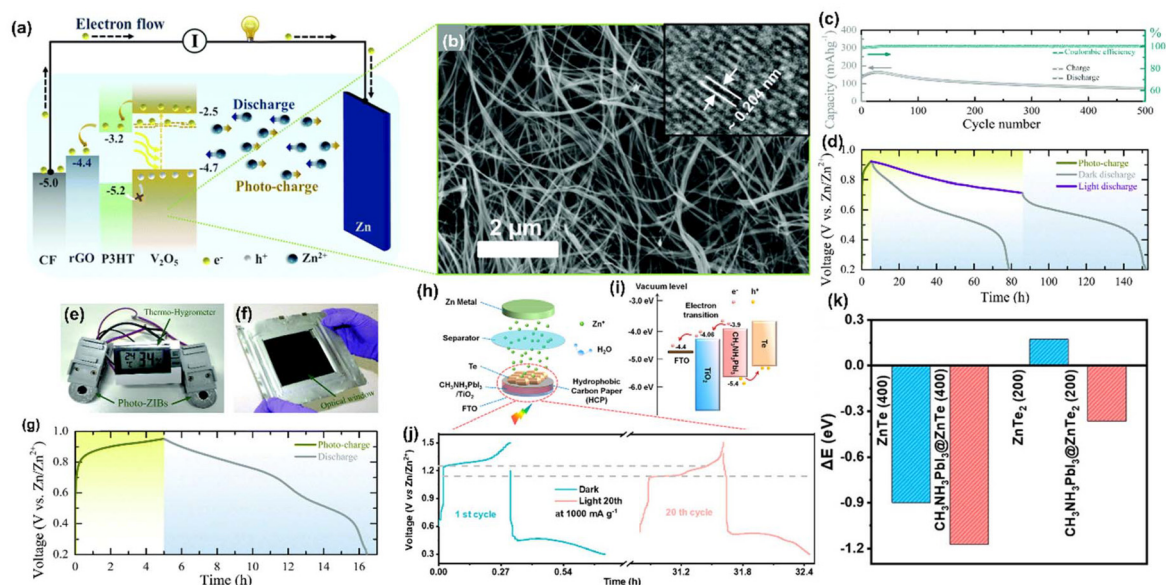 (a)
Electron flow
I
-2.5
-3.2
-4.4
-4.7
-5.0
-5.2
Discharge
Photo-charge
Zn
CF
rGO
P3HT
V₂O₅
e⁻
h⁺
Zn²⁺
(b)
0.204 nm
2 μm
(c)
Capacity (mAhg⁻¹)
400
300
200
100
0
%
100
80
60
Coulombic efficiency
Charge
Discharge
0 100 200 300 400 500
Cycle number
(d)
Voltage (V vs. Zn/Zn²⁺)
1.0
0.8
0.6
0.4
0.2
Photo-charge
Dark discharge
Light discharge
0 20 40 60 80 100 120 140
Time (h)
(e)
Thermo-Hygrometer
Photo-ZIBs
(f)
Optical window
(g)
Voltage (V vs. Zn/Zn²⁺)
1.0
0.8
0.6
0.4
0.2
Photo-charge
Discharge
0 2 4 6 8 10 12 14 16
Time (h)
(h)
Zn Metal
Zn⁺
Separator
H₂O
Te
CH₃NH₃PbI₃
/TiO₂
FTO
Hydrophobic
Carbon Paper
(HCP)
(i)
Vacuum level
e⁻
h⁺
-3.0 eV
Electron
transition
-4.0 eV
-5.0 eV
-6.0 eV
-4.4
FTO
-4.06
TiO₂
-3.9
CH₃NH₃PbI₃
-5.4
Te
(j)
Voltage (V vs Zn/Zn²⁺)
1.5
1.2
0.9
0.6
0.3
Dark
Light 20th
at 1000 mA g⁻¹
1 st cycle
20 th cycle
0.00 0.27 0.54 31.2 31.8 32.4
Time (h)
(k)
ΔE (eV)
0.3
0.0
-0.3
-0.6
-0.9
-1.2
ZnTe (400)
CH₃NH₃PbI₃@ZnTe (400)
ZnTe₂ (200)
CH₃NH₃PbI₃@ZnTe₂ (200)